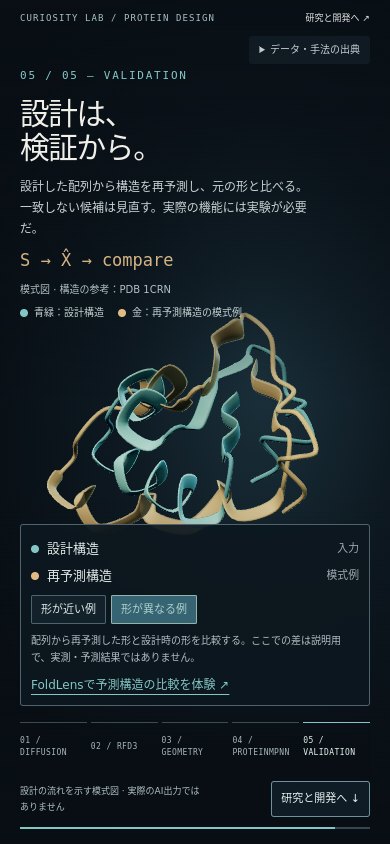 CURIOSITY LAB / PROTEIN DESIGN
研究と開発へ ↗
▶ データ・手法の出典
05 / 05 — VALIDATION
設計は、
検証から。
設計した配列から構造を再予測し、元の形と比べる。
一致しない候補は見直す。実際の機能には実験が必要
だ。
S → X̂ → compare
模式図・構造の参考：PDB 1CRN
青緑：設計構造
金：再予測構造の模式例
設計構造
入力
再予測構造
模式例
形が近い例
形が異なる例
配列から再予測した形と設計時の形を比較する。ここでの差は説明用
で、実測・予測結果ではありません。
FoldLensで予測構造の比較を体験 ↗
01 /
DIFFUSION
02 / RFD3
03 /
GEOMETRY
04 /
PROTEINMPNN
05 /
VALIDATION
設計の流れを示す模式図・実際のAI出力では
ありません
研究と開発へ ↓